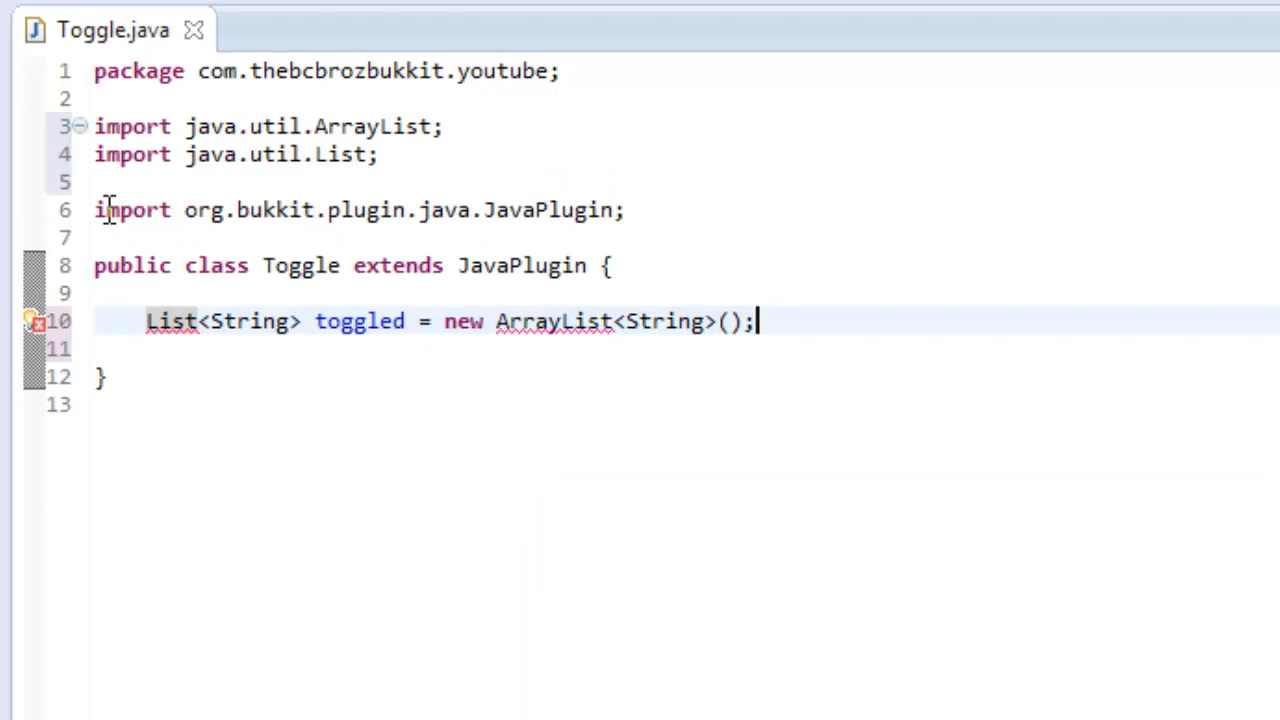 Toggle.java
1 package com.thebcbrozbukkit.youtube;
2
3 import java.util.ArrayList;
4 import java.util.List;
5
6 import org.bukkit.plugin.java.JavaPlugin;
7
8 public class Toggle extends JavaPlugin {
9
10 List<String> toggled = new ArrayList<String>();
11
12 }
13